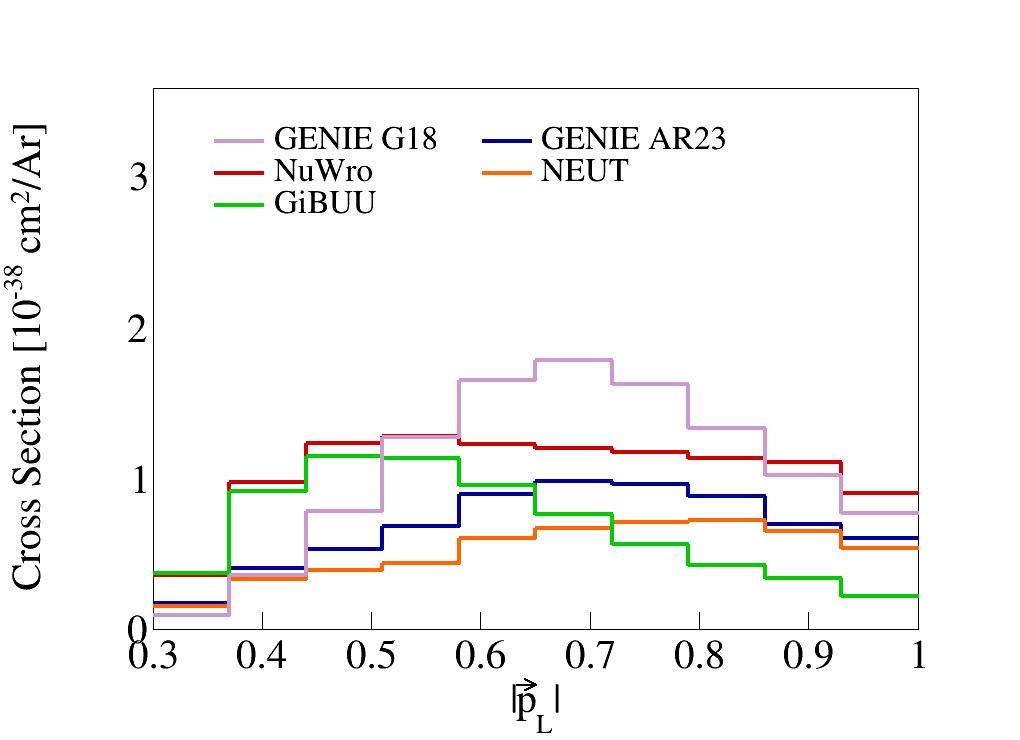 Cross Section [10⁻³⁸ cm²/Ar]
GENIE G18
GENIE AR23
NuWro
NEUT
GiBUU
3
2
1
0
0.3 0.4 0.5 0.6 0.7 0.8 0.9 1
|p⃗_L|